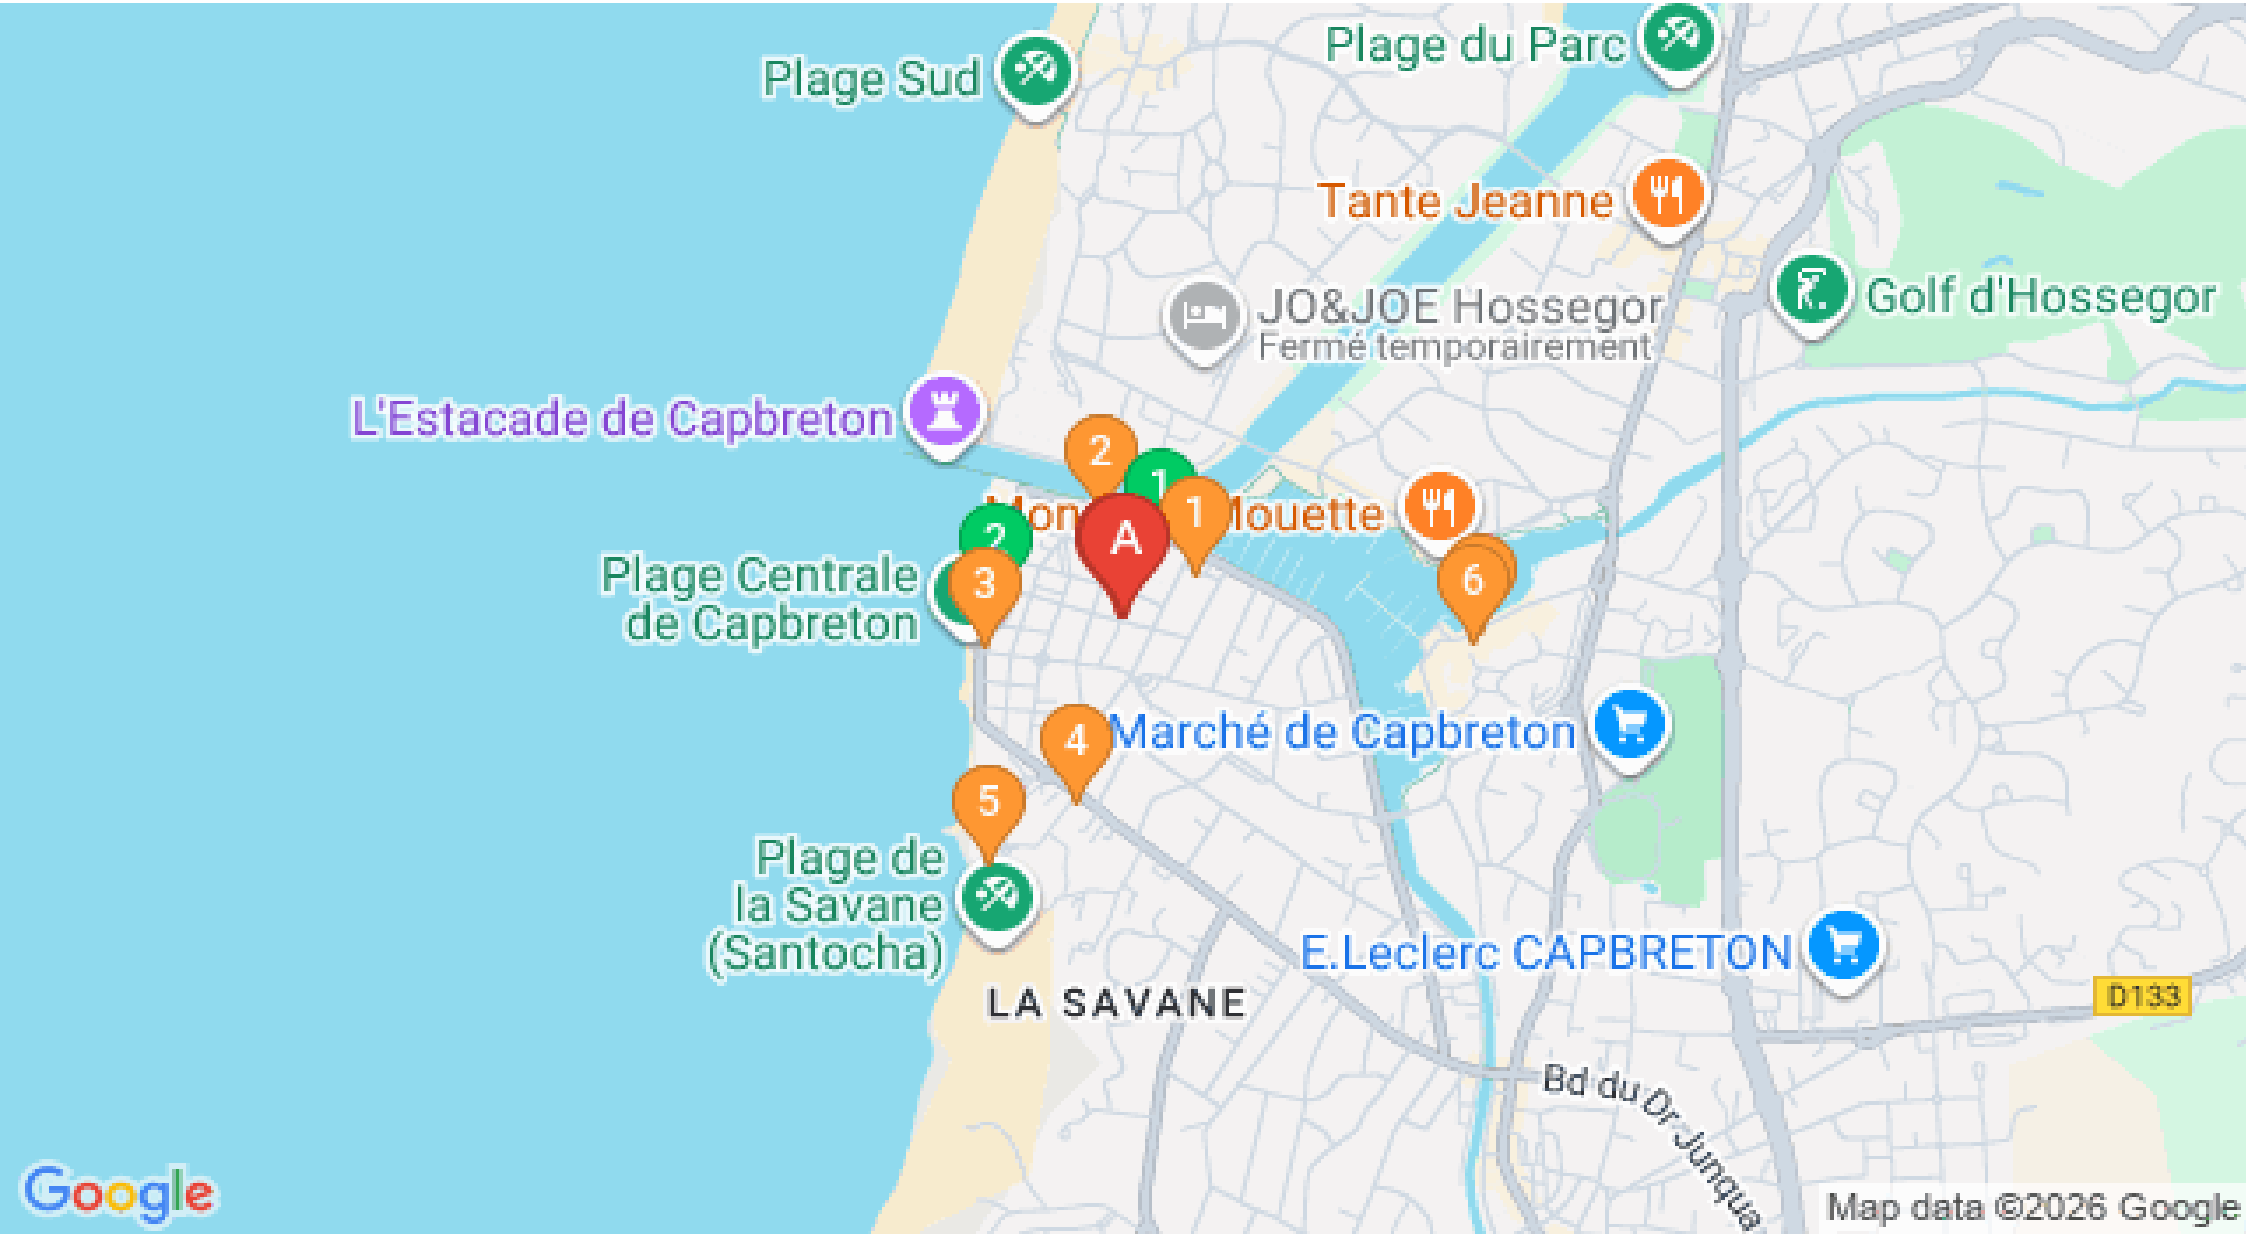 Plage Sud
Plage du Parc
Tante Jeanne
Golf d'Hossegor
JO&JOE Hossegor
Fermé temporairement
L'Estacade de Capbreton
2
1
1
2
A
3
6
Plage Centrale
de Capbreton
4
Marché de Capbreton
5
Plage de
la Savane
(Santocha)
E.Leclerc CAPBRETON
LA SAVANE
D133
Bd du Dr Junqua
Google
Map data ©2026 Google